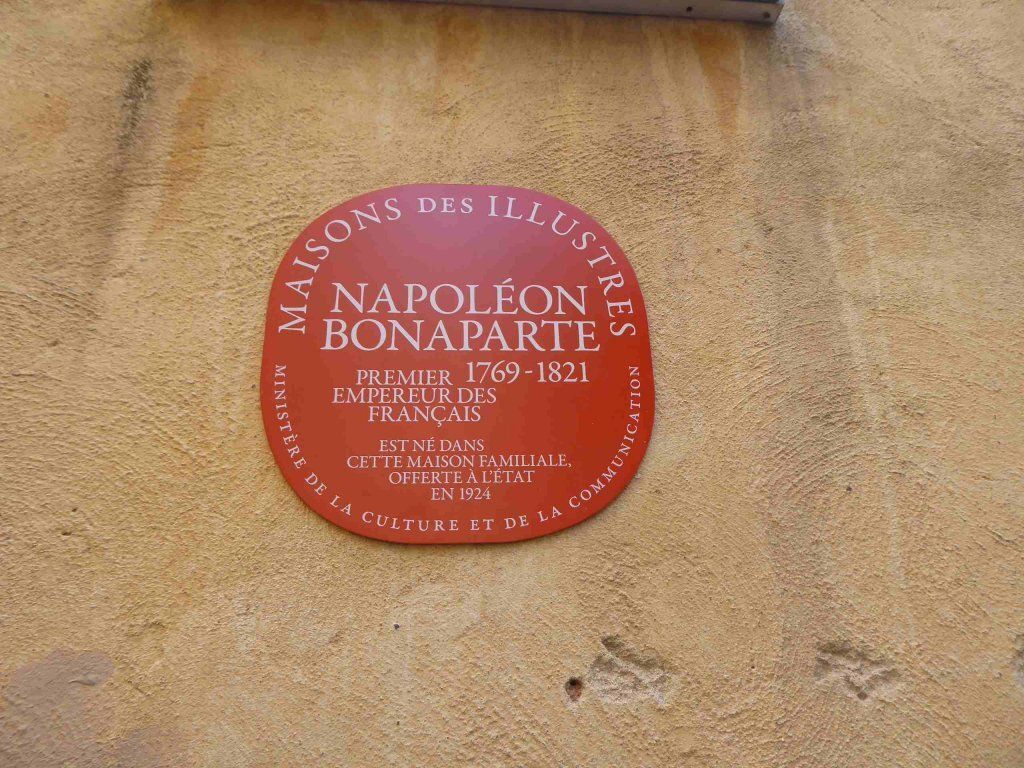 MAISONS DES ILLUSTRES
NAPOLÉON
BONAPARTE
1769-1821
PREMIER
EMPEREUR DES
FRANÇAIS
EST NÉ DANS
CETTE MAISON FAMILIALE,
OFFERTE À L'ÉTAT
EN 1924
MINISTÈRE DE LA CULTURE ET DE LA COMMUNICATION